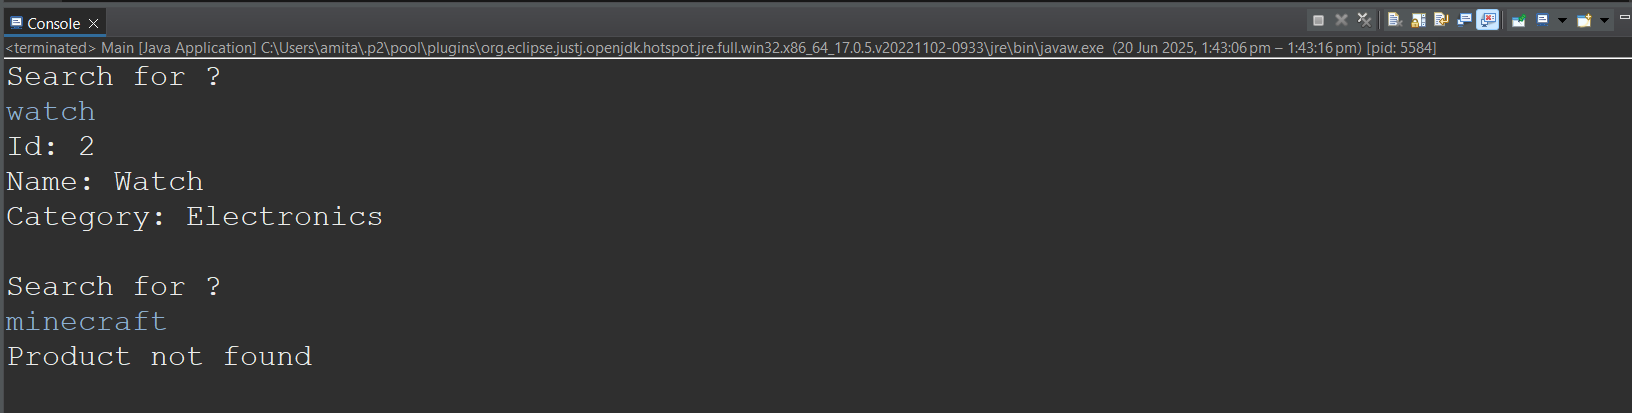 Console
<terminated> Main [Java Application] C:\Users\amita\.p2\pool\plugins\org.eclipse.justj.openjdk.hotspot.jre.full.win32.x86_64_17.0.5.v20221102-0933\jre\bin\javaw.exe (20 Jun 2025, 1:43:06 pm – 1:43:16 pm) [pid: 5584]
Search for ?
watch
Id: 2
Name: Watch
Category: Electronics
Search for ?
minecraft
Product not found